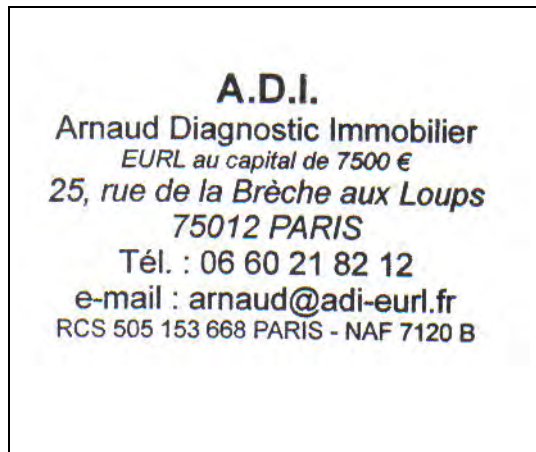 A.D.I.
Arnaud Diagnostic Immobilier
EURL au capital de 7500 €
25, rue de la Brèche aux Loups
75012 PARIS
Tél. : 06 60 21 82 12
e-mail : arnaud@adi-eurl.fr
RCS 505 153 668 PARIS - NAF 7120 B